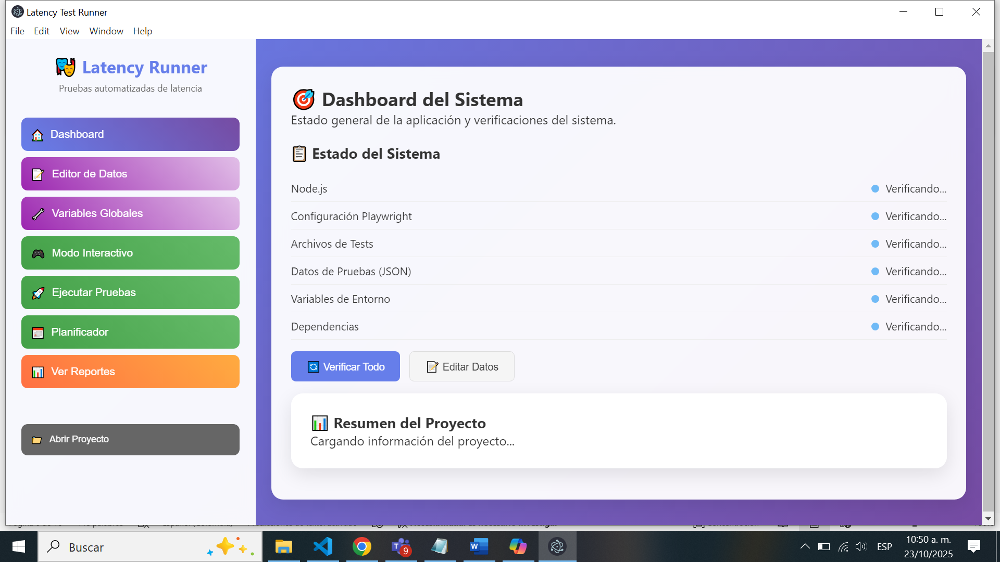 Latency Test Runner
File Edit View Window Help
Latency Runner
Pruebas automatizadas de latencia
Dashboard
Editor de Datos
Variables Globales
Modo Interactivo
Ejecutar Pruebas
Planificador
Ver Reportes
Abrir Proyecto
Dashboard del Sistema
Estado general de la aplicación y verificaciones del sistema.
Estado del Sistema
Node.js Verificando...
Configuración Playwright Verificando...
Archivos de Tests Verificando...
Datos de Pruebas (JSON) Verificando...
Variables de Entorno Verificando...
Dependencias Verificando...
Verificar Todo Editar Datos
Resumen del Proyecto
Cargando información del proyecto...
Buscar
9
ESP
10:50 a. m.
23/10/2025